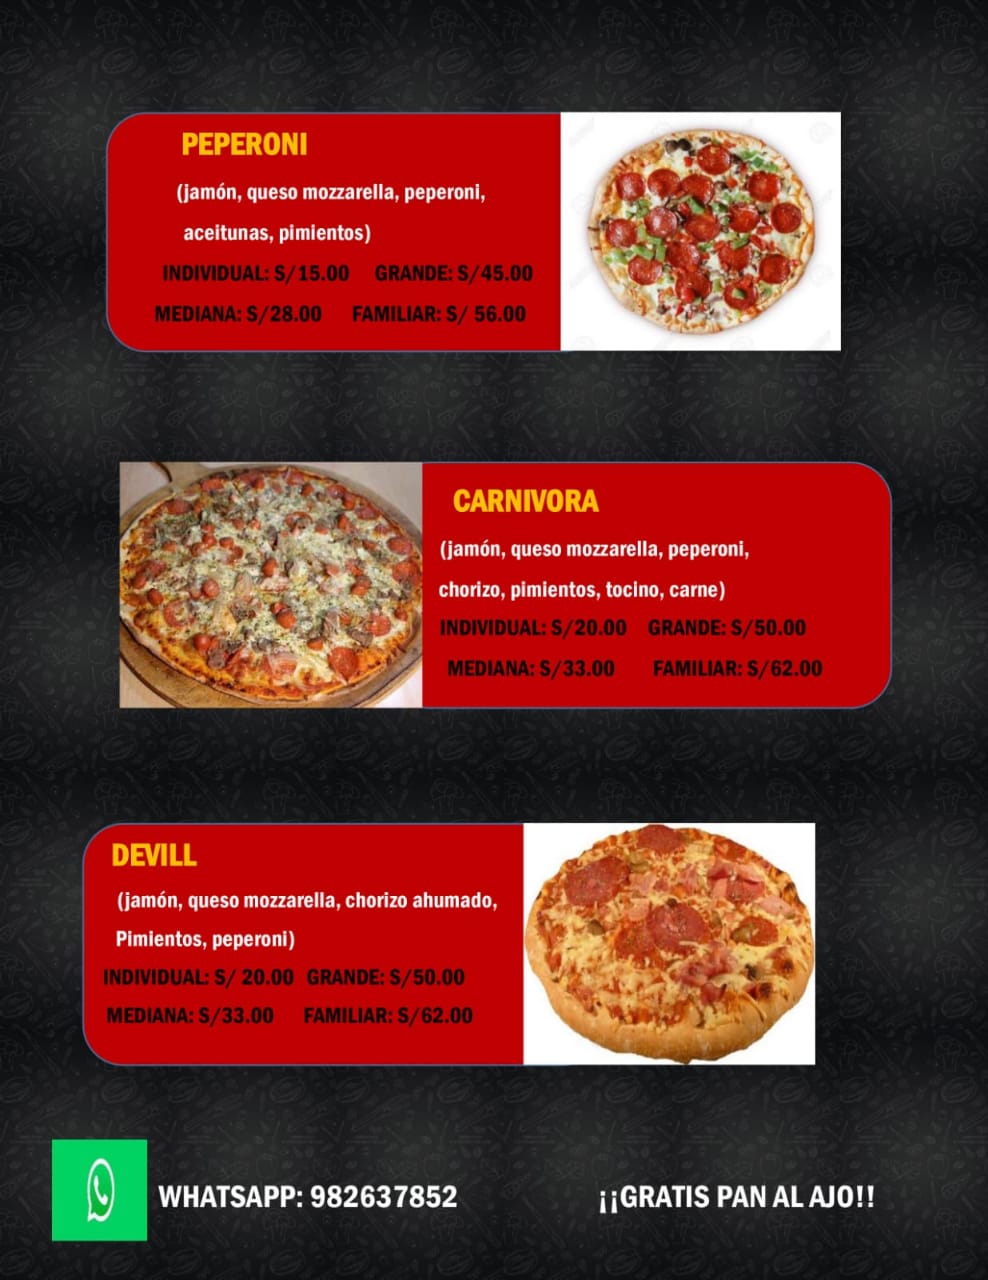 PEPERONI
(jamón, queso mozzarella, peperoni,
aceitunas, pimientos)
INDIVIDUAL: S/15.00 GRANDE: S/45.00
MEDIANA: S/28.00 FAMILIAR: S/ 56.00
CARNIVORA
(jamón, queso mozzarella, peperoni,
chorizo, pimientos, tocino, carne)
INDIVIDUAL: S/20.00 GRANDE: S/50.00
MEDIANA: S/33.00 FAMILIAR: S/62.00
DEVILL
(jamón, queso mozzarella, chorizo ahumado,
Pimientos, peperoni)
INDIVIDUAL: S/ 20.00 GRANDE: S/50.00
MEDIANA: S/33.00 FAMILIAR: S/62.00
WHATSAPP: 982637852 ¡¡GRATIS PAN AL AJO!!